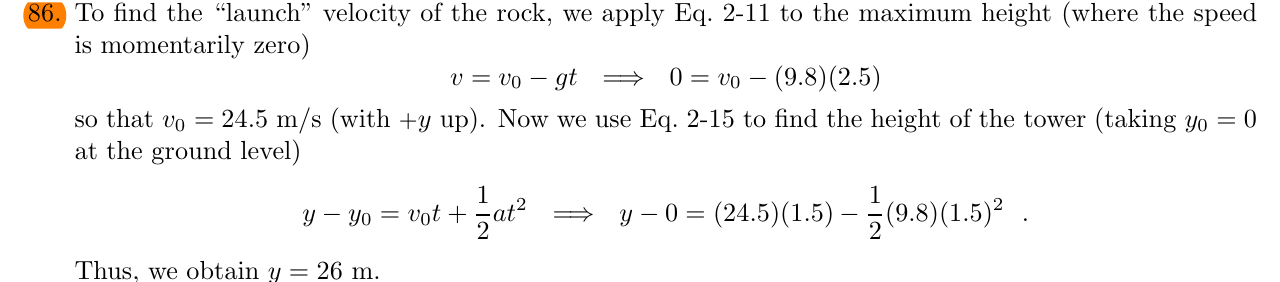 86. To find the “launch” velocity of the rock, we apply Eq. 2-11 to the maximum height (where the speed
is momentarily zero)
v = v₀ − gt ⟹ 0 = v₀ − (9.8)(2.5)
so that v₀ = 24.5 m/s (with +y up). Now we use Eq. 2-15 to find the height of the tower (taking y₀ = 0
at the ground level)
y − y₀ = v₀t + 1/2 at² ⟹ y − 0 = (24.5)(1.5) − 1/2 (9.8)(1.5)² .
Thus, we obtain y = 26 m.